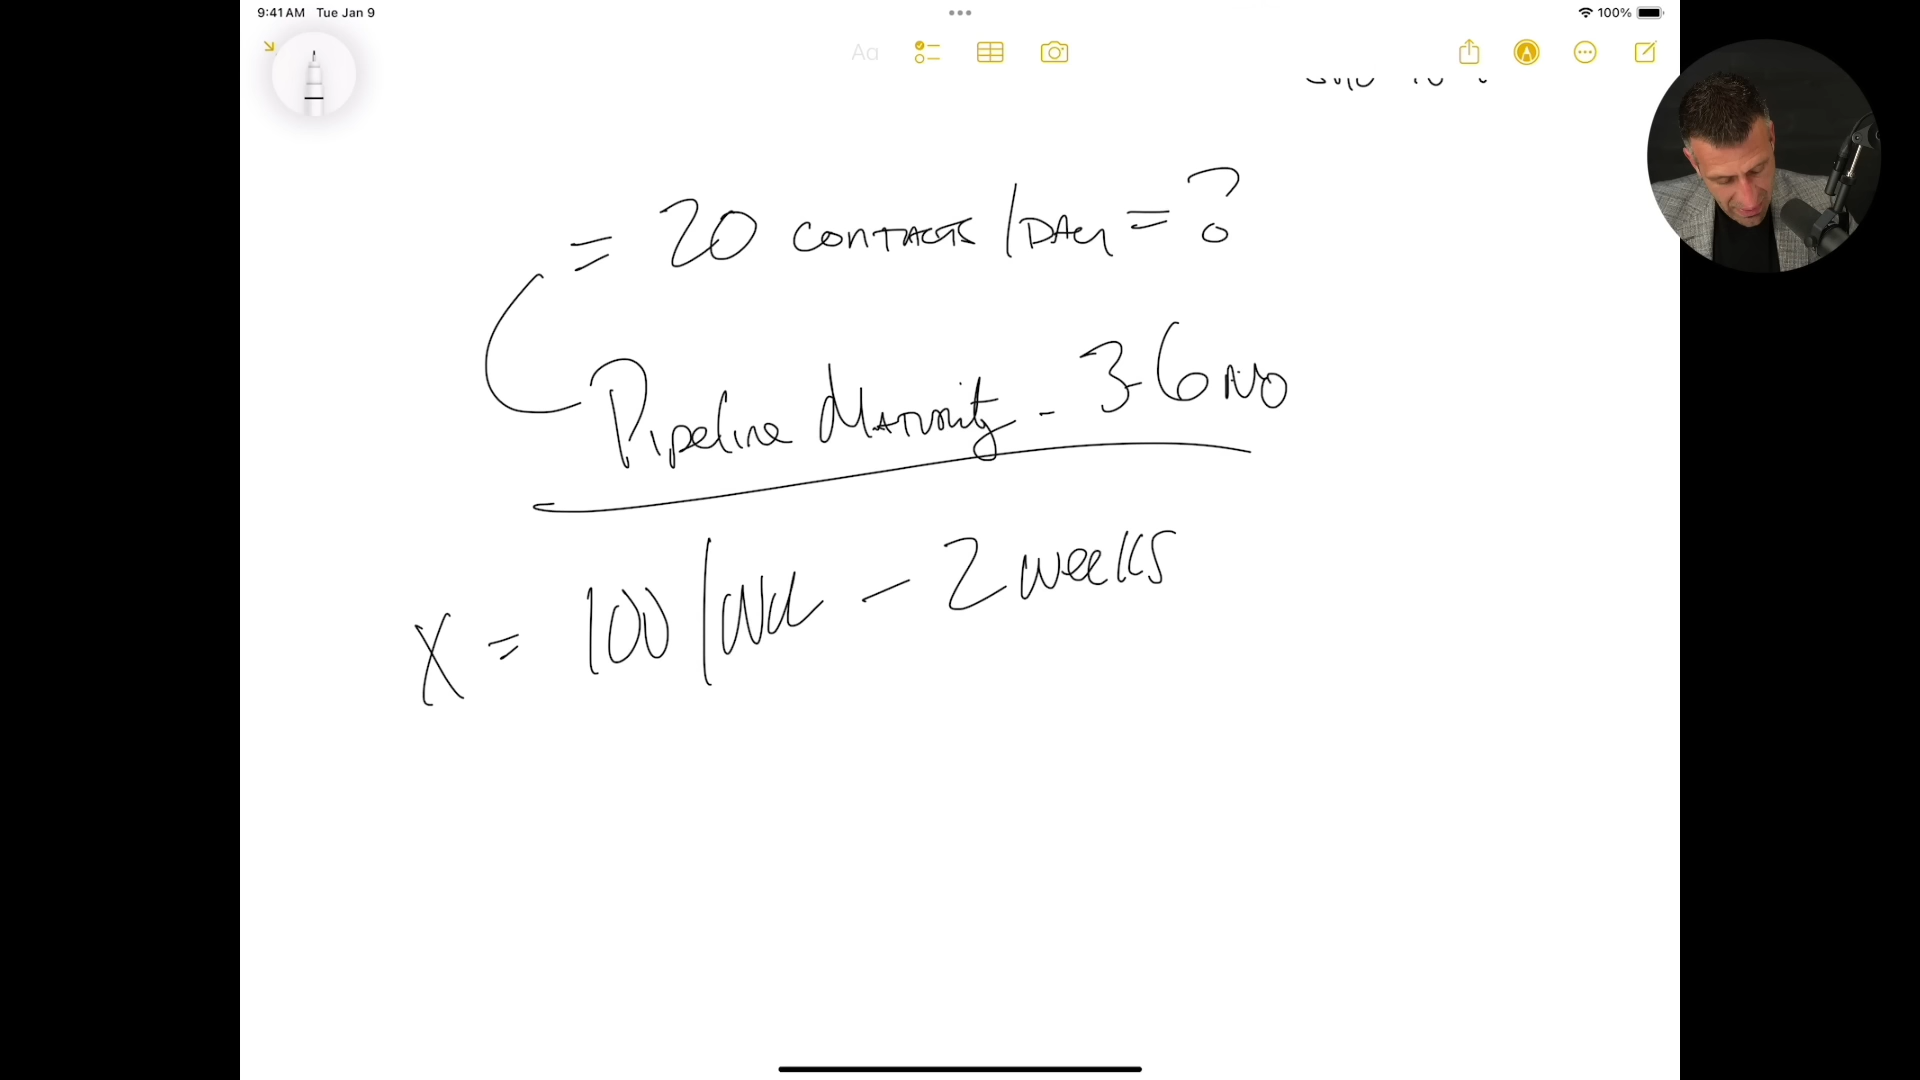 9:41 AM Tue Jan 9
100%
Aa
= 20 CONTACTS / DAY = ?
Pipeline Maturity - 3-6 MO
X = 100 / Wk - 2 weeks